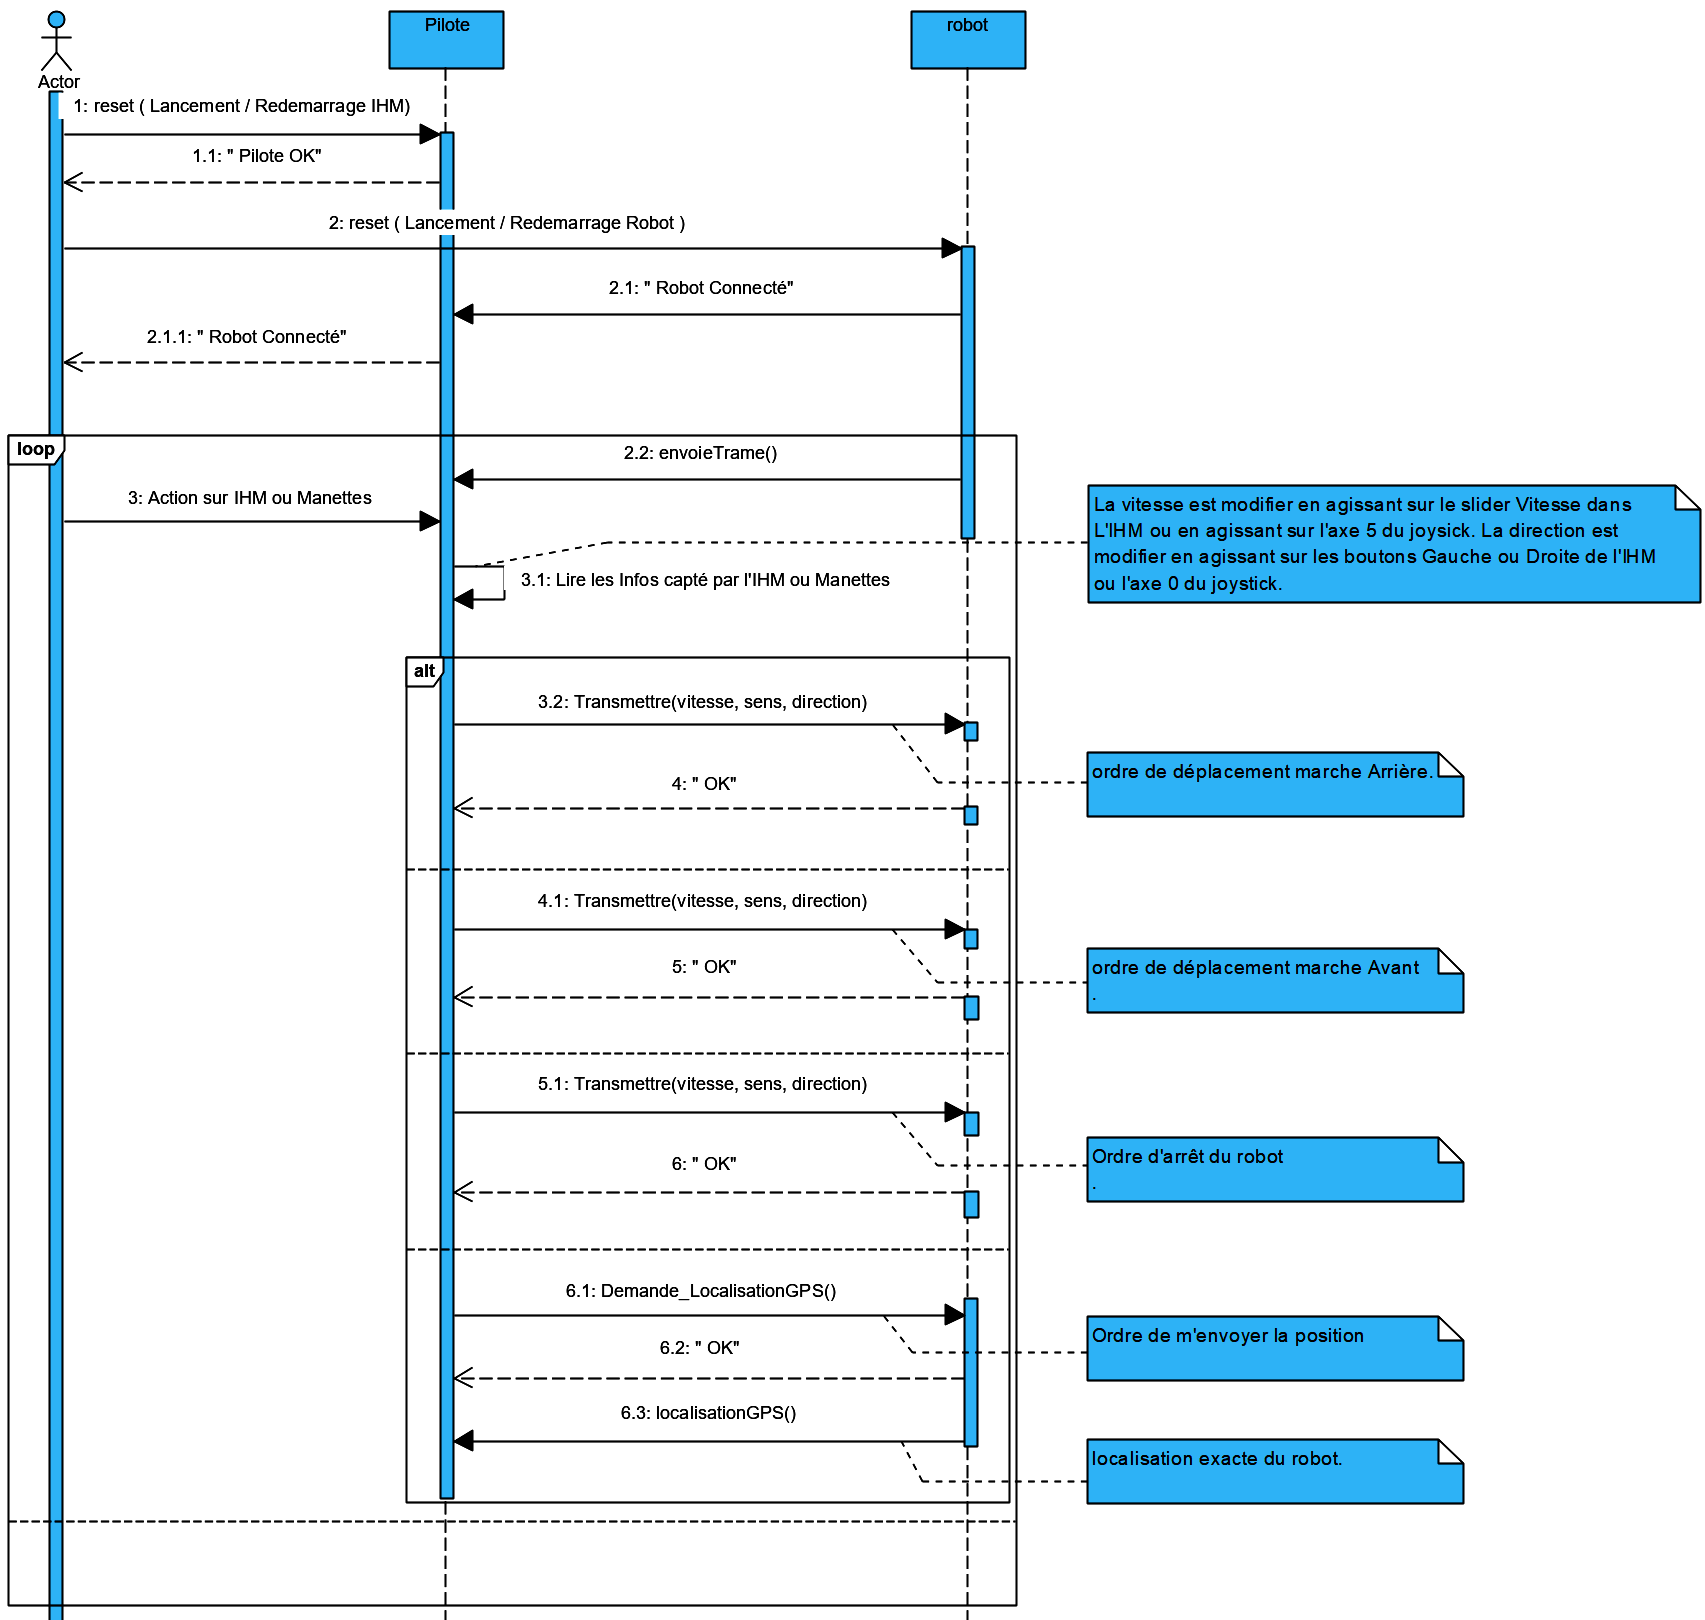 Pilote
robot
Actor
1: reset ( Lancement / Redemarrage IHM)
1.1: " Pilote OK"
2: reset ( Lancement / Redemarrage Robot )
2.1: " Robot Connecté"
2.1.1: " Robot Connecté"
loop
2.2: envoieTrame()
3: Action sur IHM ou Manettes
La vitesse est modifier en agissant sur le slider Vitesse dans
L'IHM ou en agissant sur l'axe 5 du joysick. La direction est
modifier en agissant sur les boutons Gauche ou Droite de l'IHM
ou l'axe 0 du joystick.
3.1: Lire les Infos capté par l'IHM ou Manettes
alt
3.2: Transmettre(vitesse, sens, direction)
ordre de déplacement marche Arrière.
4: " OK"
4.1: Transmettre(vitesse, sens, direction)
5: " OK"
ordre de déplacement marche Avant
.
5.1: Transmettre(vitesse, sens, direction)
6: " OK"
Ordre d'arrêt du robot
.
6.1: Demande_LocalisationGPS()
Ordre de m'envoyer la position
6.2: " OK"
6.3: localisationGPS()
localisation exacte du robot.